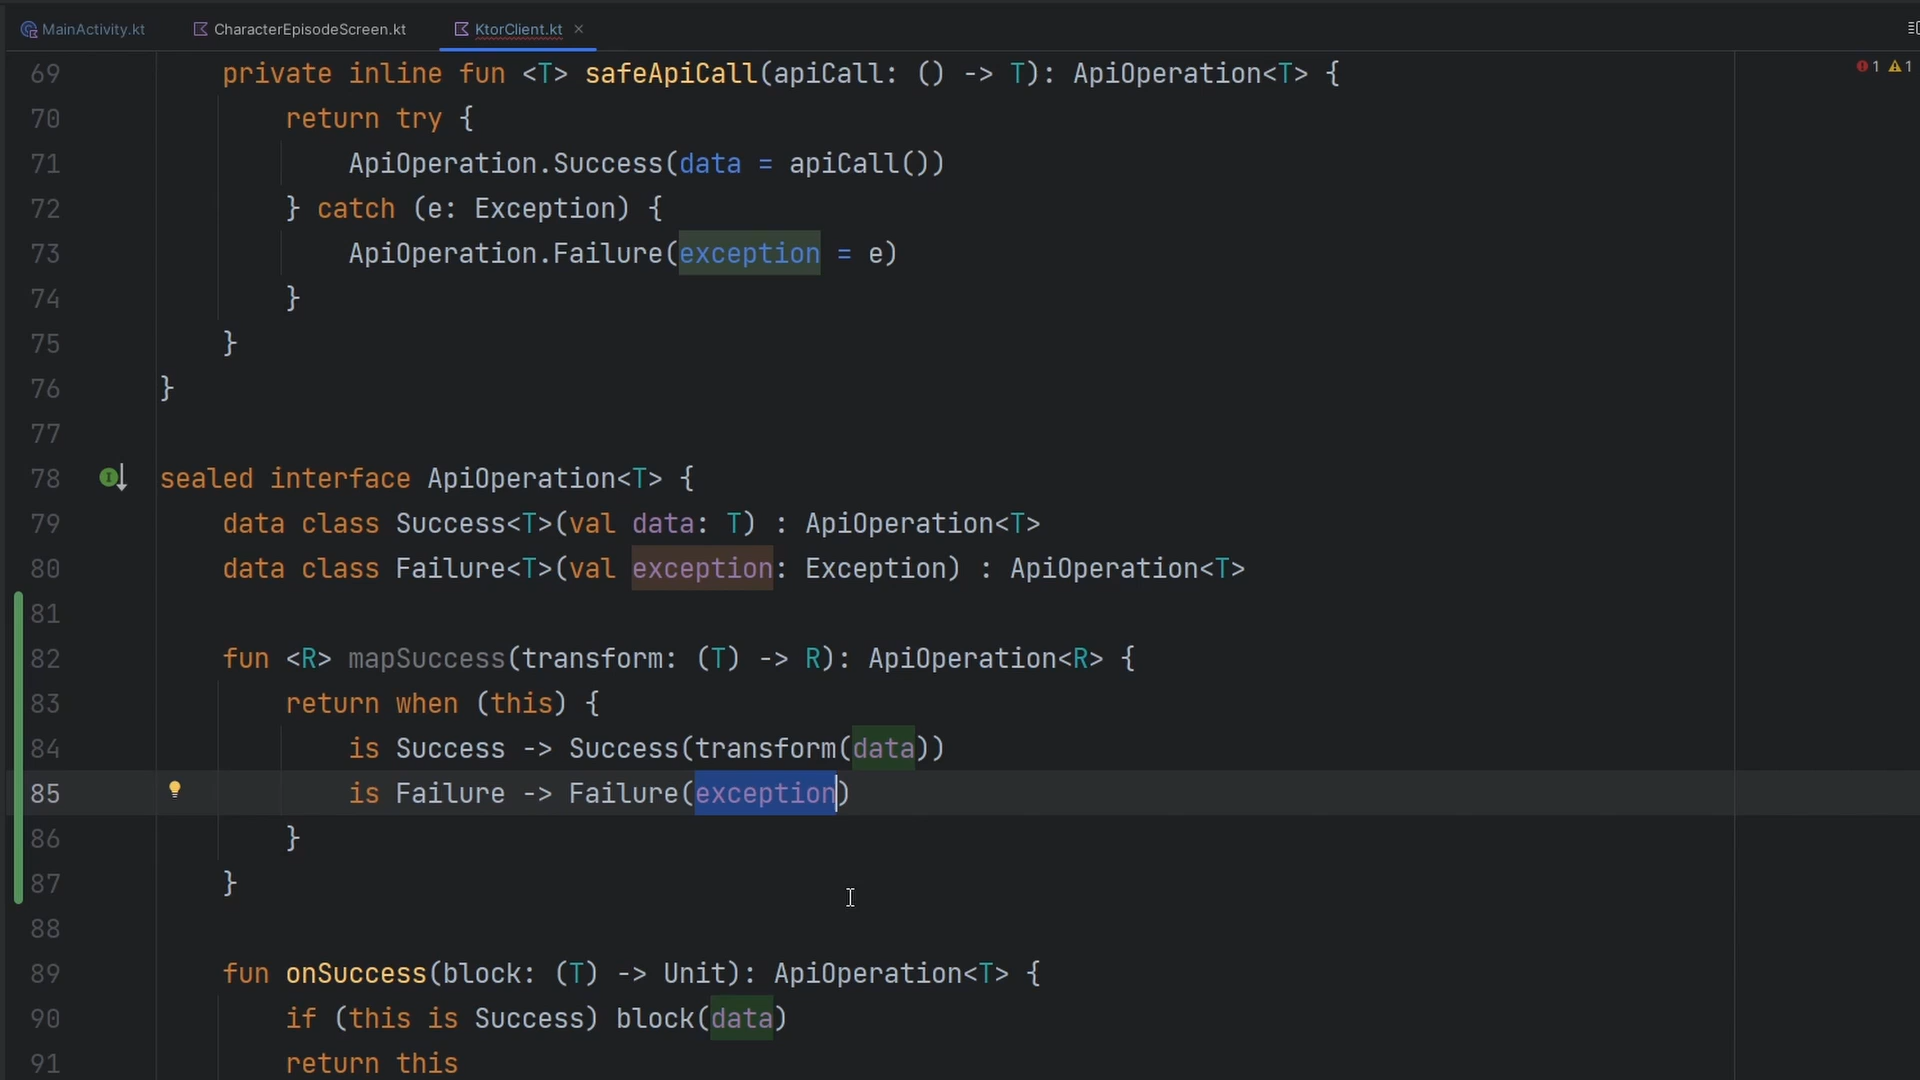 MainActivity.kt CharacterEpisodeScreen.kt KtorClient.kt
69 private inline fun <T> safeApiCall(apiCall: () -> T): ApiOperation<T> {
1 1
70 return try {
71 ApiOperation.Success(data = apiCall())
72 } catch (e: Exception) {
73 ApiOperation.Failure(exception = e)
74 }
75 }
76 }
77
78 sealed interface ApiOperation<T> {
79 data class Success<T>(val data: T) : ApiOperation<T>
80 data class Failure<T>(val exception: Exception) : ApiOperation<T>
81
82 fun <R> mapSuccess(transform: (T) -> R): ApiOperation<R> {
83 return when (this) {
84 is Success -> Success(transform(data))
85 is Failure -> Failure(exception)
86 }
87 }
88
89 fun onSuccess(block: (T) -> Unit): ApiOperation<T> {
90 if (this is Success) block(data)
91 return this